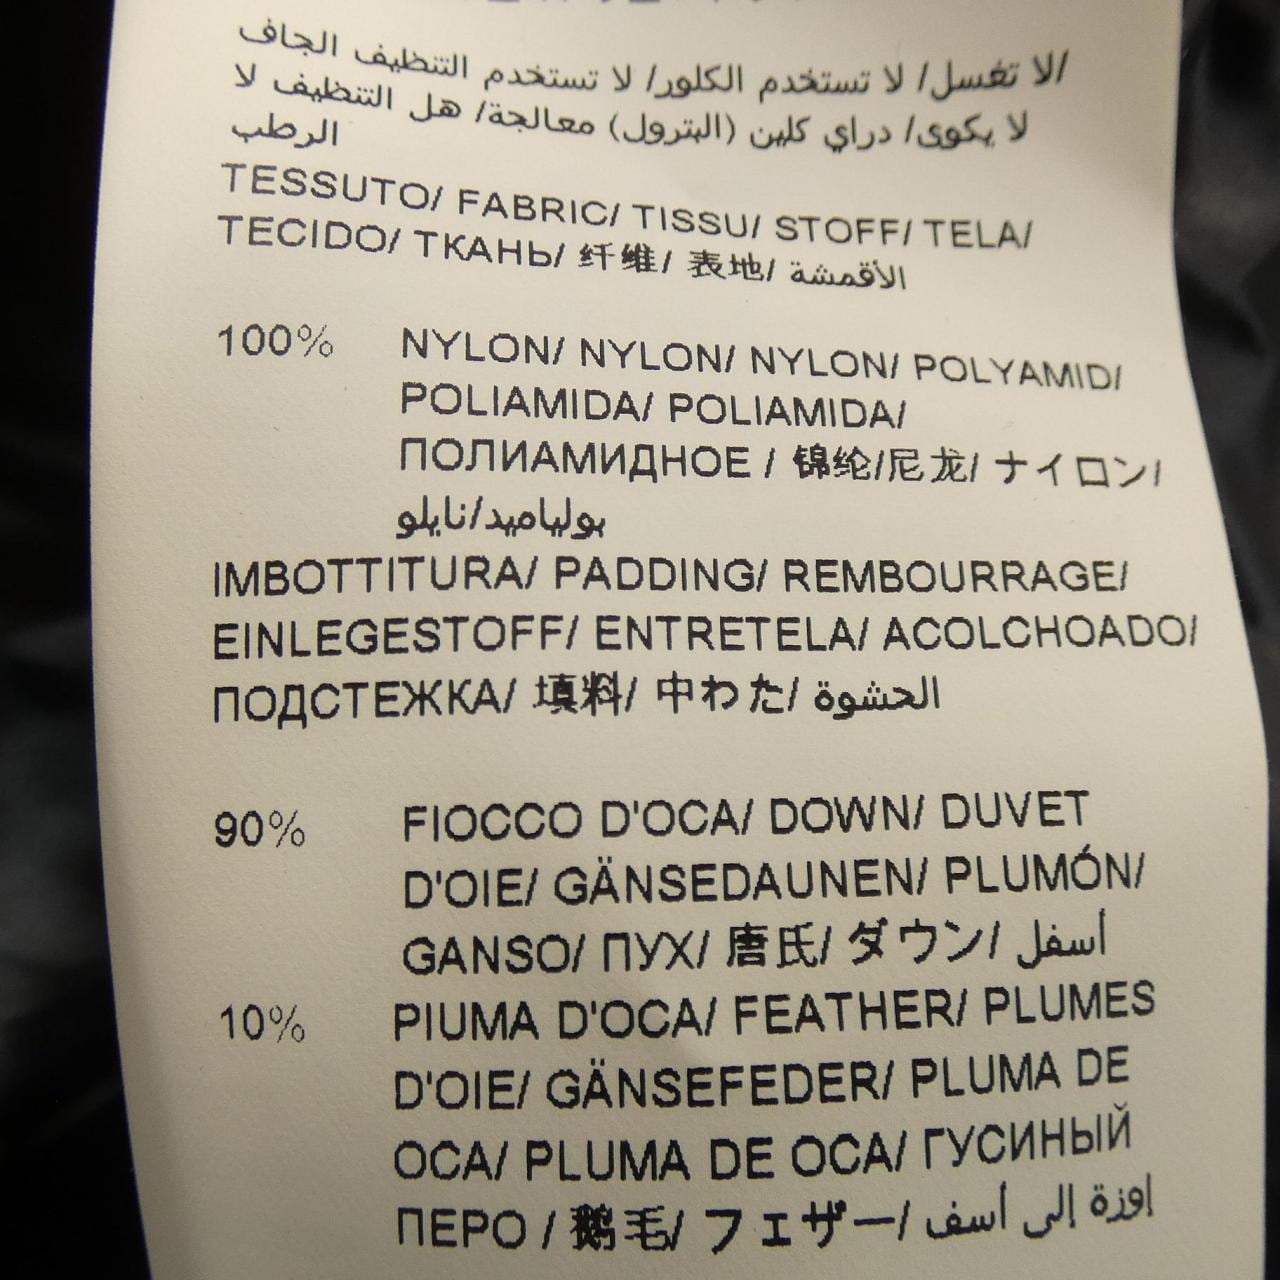 لا تغسل/ لا تستخدم الكلور/ لا تستخدم التنظيف الجاف/
لا يكوى/ دراي كلين (البترول) معالجة/ هل التنظيف لا
الرطب
TESSUTO/ FABRIC/ TISSU/ STOFF/ TELA/
TECIDO/ ТКАНЬ/ 纤维/ 表地/ الأقمشة
100% NYLON/ NYLON/ NYLON/ POLYAMID/
POLIAMIDA/ POLIAMIDA/
ПОЛИАМИДНОЕ / 锦纶/尼龙/ ナイロン/
بولياميد/نايلو
IMBOTTITURA/ PADDING/ REMBOURRAGE/
EINLEGESTOFF/ ENTRETELA/ ACOLCHOADO/
ПОДСТЕЖКА/ 填料/ 中わた/ الحشوة
90% FIOCCO D'OCA/ DOWN/ DUVET
D'OIE/ GÄNSEDAUNEN/ PLUMÓN/
GANSO/ ПУХ/ 唐氏/ ダウン/ أسفل
10% PIUMA D'OCA/ FEATHER/ PLUMES
D'OIE/ GÄNSEFEDER/ PLUMA DE
OCA/ PLUMA DE OCA/ ГУСИНЫЙ
ПЕРО / 鹅毛/ フェザー/ إوزة إلى أسف